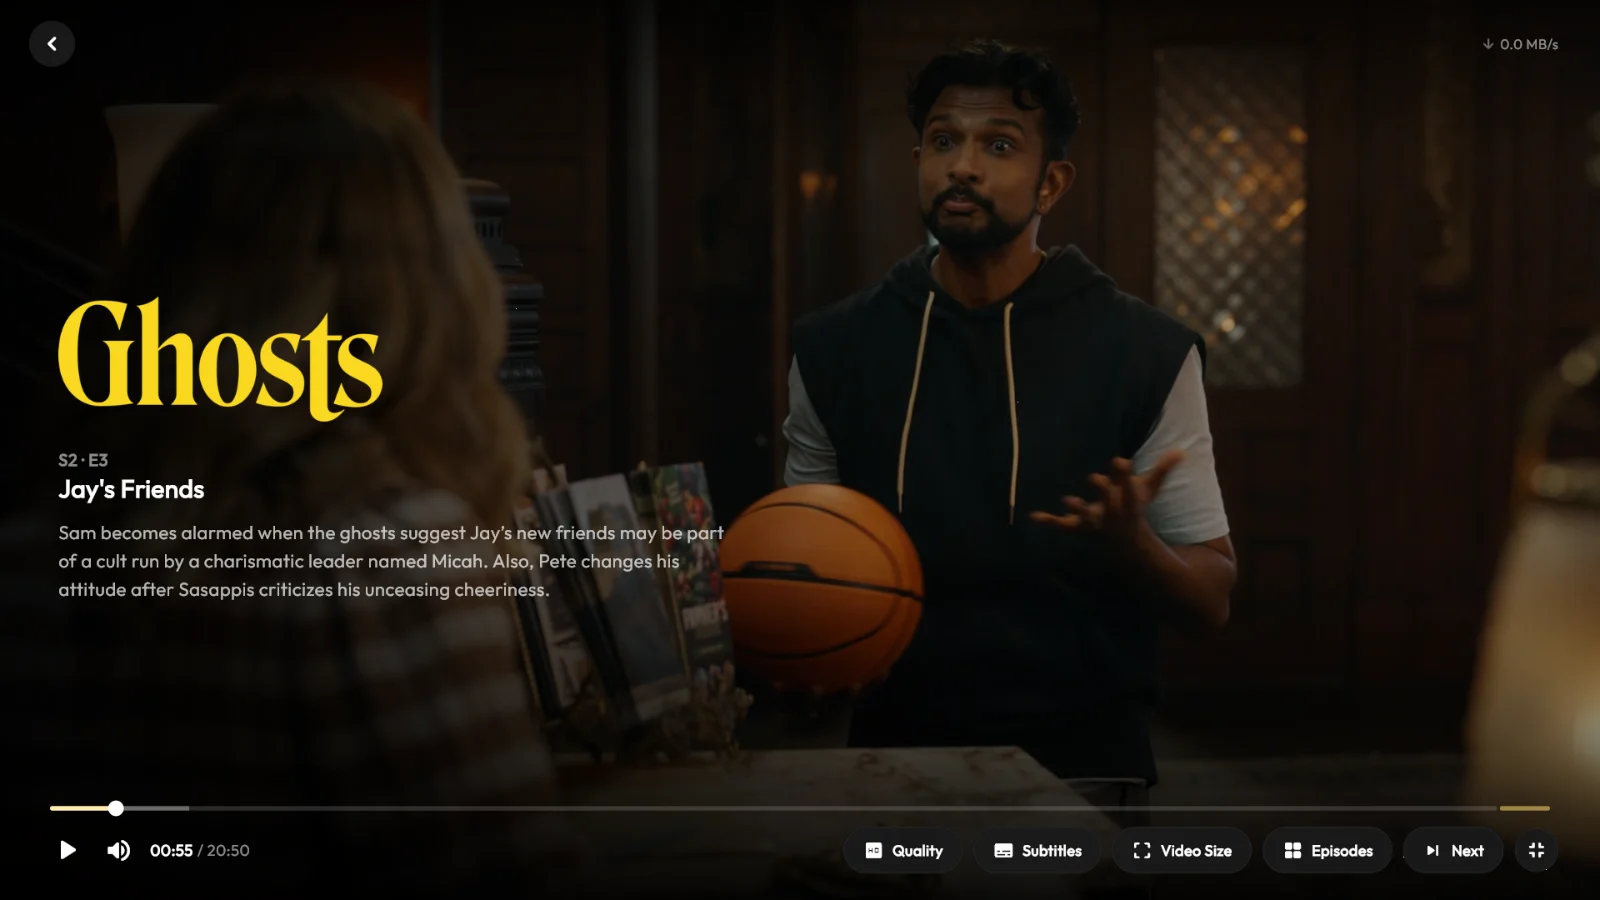 0.0 MB/s
Ghosts
S2 · E3
Jay's Friends
Sam becomes alarmed when the ghosts suggest Jay’s new friends may be part
of a cult run by a charismatic leader named Micah. Also, Pete changes his
attitude after Sasappis criticizes his unceasing cheeriness.
00:55 / 20:50
HD Quality
Subtitles
Video Size
Episodes
Next